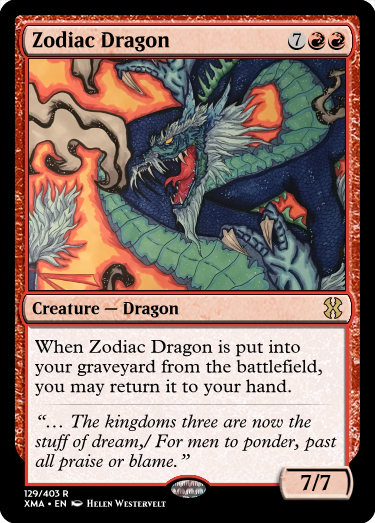 Zodiac Dragon 7
Creature — Dragon
When Zodiac Dragon is put into
your graveyard from the battlefield,
you may return it to your hand.
“… The kingdoms three are now the
stuff of dream,/ For men to ponder, past
all praise or blame.”
7/7
129/403 R
XMA • EN Helen Westervelt